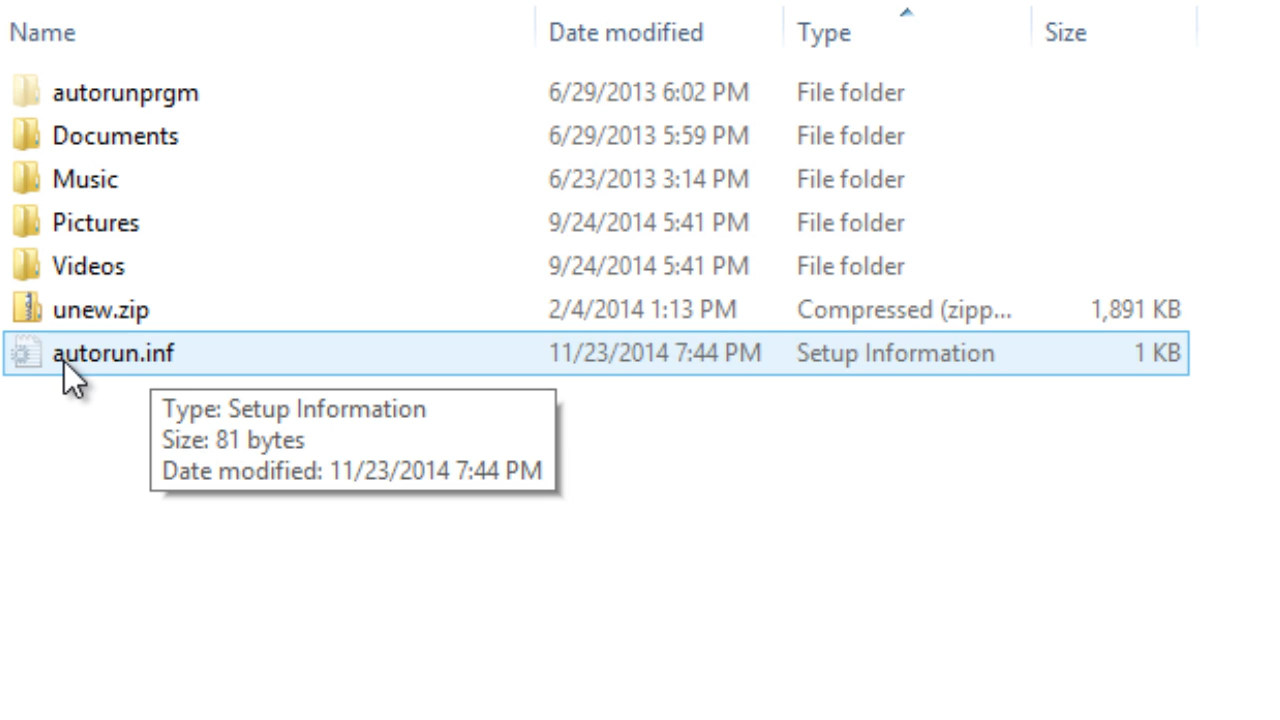 Name Date modified Type Size
autorunprgm 6/29/2013 6:02 PM File folder
Documents 6/29/2013 5:59 PM File folder
Music 6/23/2013 3:14 PM File folder
Pictures 9/24/2014 5:41 PM File folder
Videos 9/24/2014 5:41 PM File folder
unew.zip 2/4/2014 1:13 PM Compressed (zipp... 1,891 KB
autorun.inf 11/23/2014 7:44 PM Setup Information 1 KB
Type: Setup Information
Size: 81 bytes
Date modified: 11/23/2014 7:44 PM